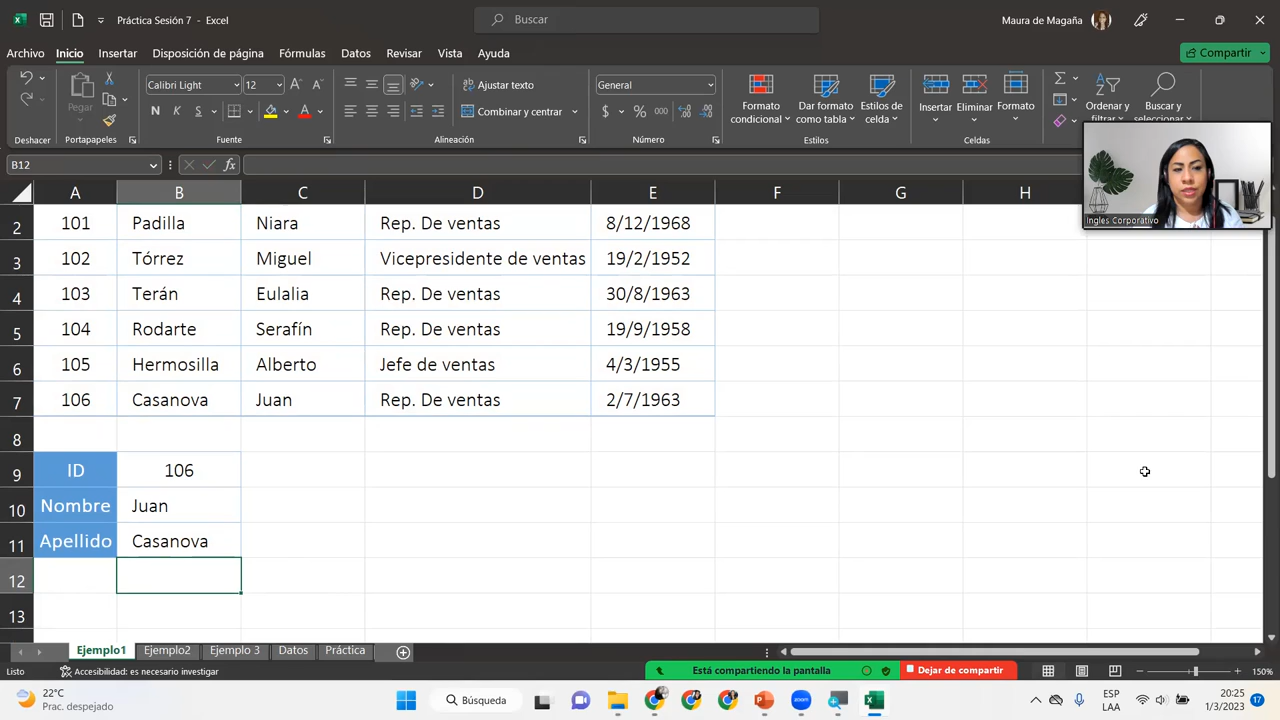 Práctica Sesión 7 - Excel
Buscar
Maura de Magaña
Archivo Inicio Insertar Disposición de página Fórmulas Datos Revisar Vista Ayuda Compartir
Pegar
Calibri Light 12
N K S
Ajustar texto
Combinar y centrar
General
$ % 000
Formato condicional
Dar formato como tabla
Estilos de celda
Insertar Eliminar Formato
Ordenar y filtrar
Buscar y seleccionar
Deshacer Portapapeles Fuente Alineación Número Estilos Celdas
B12 fx
Ingles Corporativo
A B C D E F G H
2 101 Padilla Niara Rep. De ventas 8/12/1968
3 102 Tórrez Miguel Vicepresidente de ventas 19/2/1952
4 103 Terán Eulalia Rep. De ventas 30/8/1963
5 104 Rodarte Serafín Rep. De ventas 19/9/1958
6 105 Hermosilla Alberto Jefe de ventas 4/3/1955
7 106 Casanova Juan Rep. De ventas 2/7/1963
8
9 ID 106
10 Nombre Juan
11 Apellido Casanova
12
13
Ejemplo1 Ejemplo2 Ejemplo 3 Datos Práctica
Listo Accesibilidad: es necesario investigar
Está compartiendo la pantalla Dejar de compartir
150%
22°C
Prac. despejado
Búsqueda
zoom
ESP
LAA
20:25
1/3/2023
17